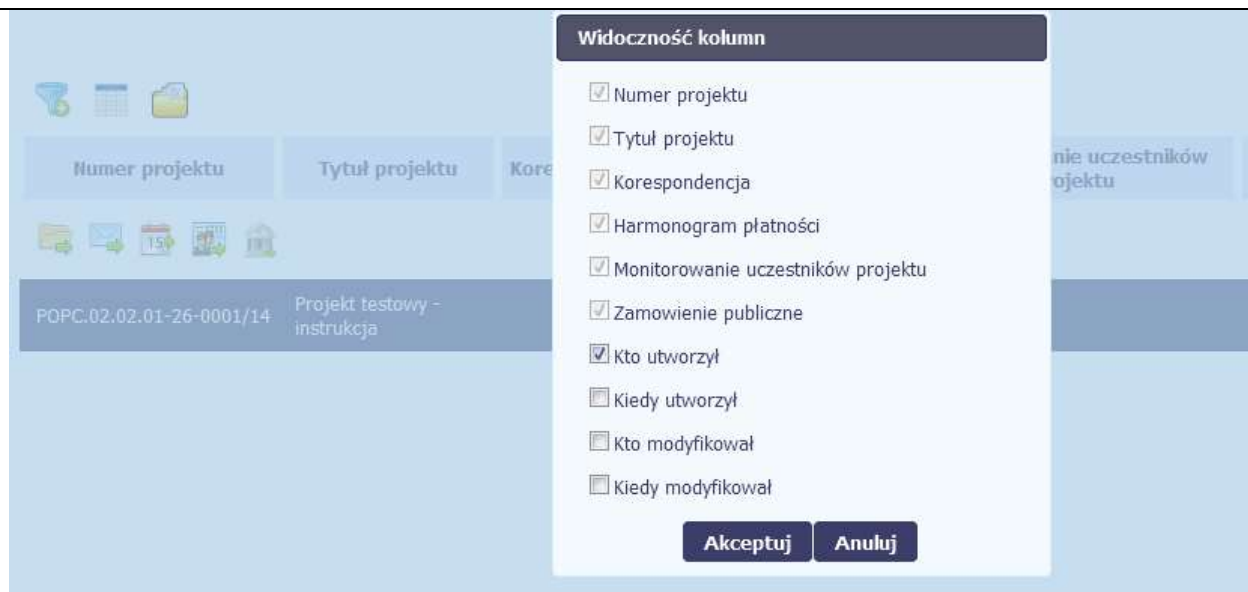 Widoczność kolumn
Numer projektu
Tytuł projektu
Korespondencja
Harmonogram płatności
Monitorowanie uczestników projektu
Zamowienie publiczne
Kto utworzył
Kiedy utworzył
Kto modyfikował
Kiedy modyfikował
Akceptuj Anuluj
Numer projektu Tytuł projektu Kore nie uczestników
ojektu
15
POPC.02.02.01-26-0001/14 Projekt testowy -
instrukcja